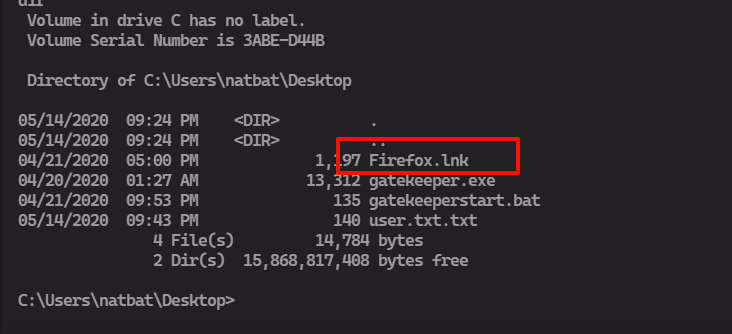 dir
 Volume in drive C has no label.
 Volume Serial Number is 3ABE-D44B
 Directory of C:\Users\natbat\Desktop
05/14/2020  09:24 PM    <DIR>          .
05/14/2020  09:24 PM    <DIR>          ..
04/21/2020  05:00 PM             1,197 Firefox.lnk
04/20/2020  01:27 AM            13,312 gatekeeper.exe
04/21/2020  09:53 PM               135 gatekeeperstart.bat
05/14/2020  09:43 PM               140 user.txt.txt
               4 File(s)         14,784 bytes
               2 Dir(s)  15,868,817,408 bytes free
C:\Users\natbat\Desktop>